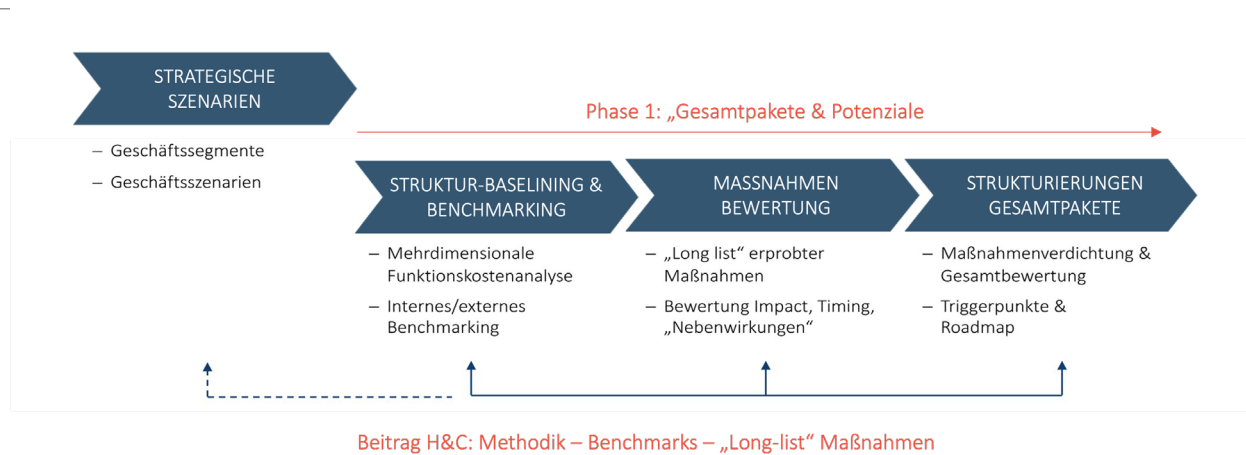 STRATEGISCHE
SZENARIEN
– Geschäftssegmente
– Geschäftsszenarien
Phase 1: „Gesamtpakete & Potenziale
STRUKTUR-BASELINING &
BENCHMARKING
– Mehrdimensionale
Funktionskostenanalyse
– Internes/externes
Benchmarking
MASSNAHMEN
BEWERTUNG
– „Long list“ erprobter
Maßnahmen
– Bewertung Impact, Timing,
„Nebenwirkungen“
STRUKTURIERUNGEN
GESAMTPAKETE
– Maßnahmenverdichtung &
Gesamtbewertung
– Triggerpunkte &
Roadmap
Beitrag H&C: Methodik – Benchmarks – „Long-list“ Maßnahmen